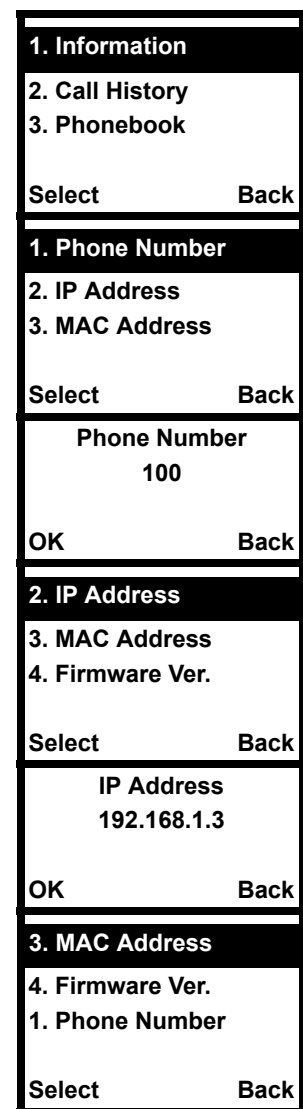 1. Information
2. Call History
3. Phonebook
Select Back
1. Phone Number
2. IP Address
3. MAC Address
Select Back
Phone Number
100
OK Back
2. IP Address
3. MAC Address
4. Firmware Ver.
Select Back
IP Address
192.168.1.3
OK Back
3. MAC Address
4. Firmware Ver.
1. Phone Number
Select Back